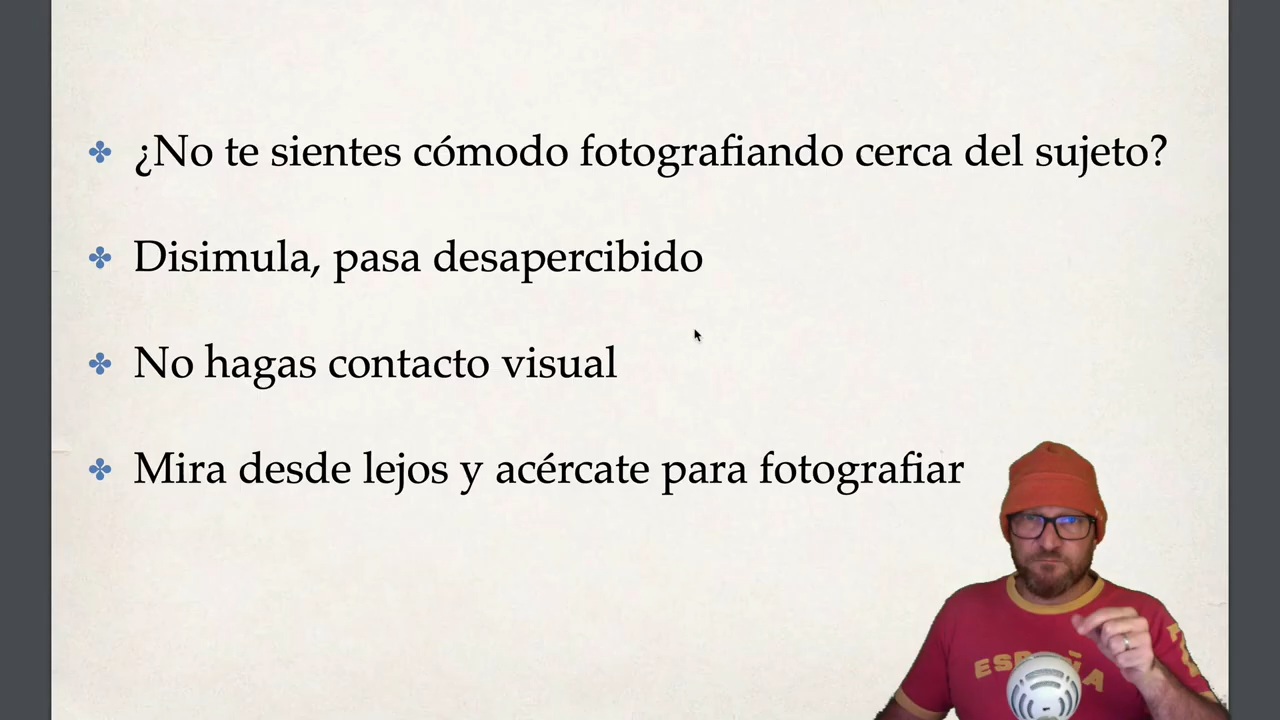 ¿No te sientes cómodo fotografiando cerca del sujeto?
Disimula, pasa desapercibido
No hagas contacto visual
Mira desde lejos y acércate para fotografiar